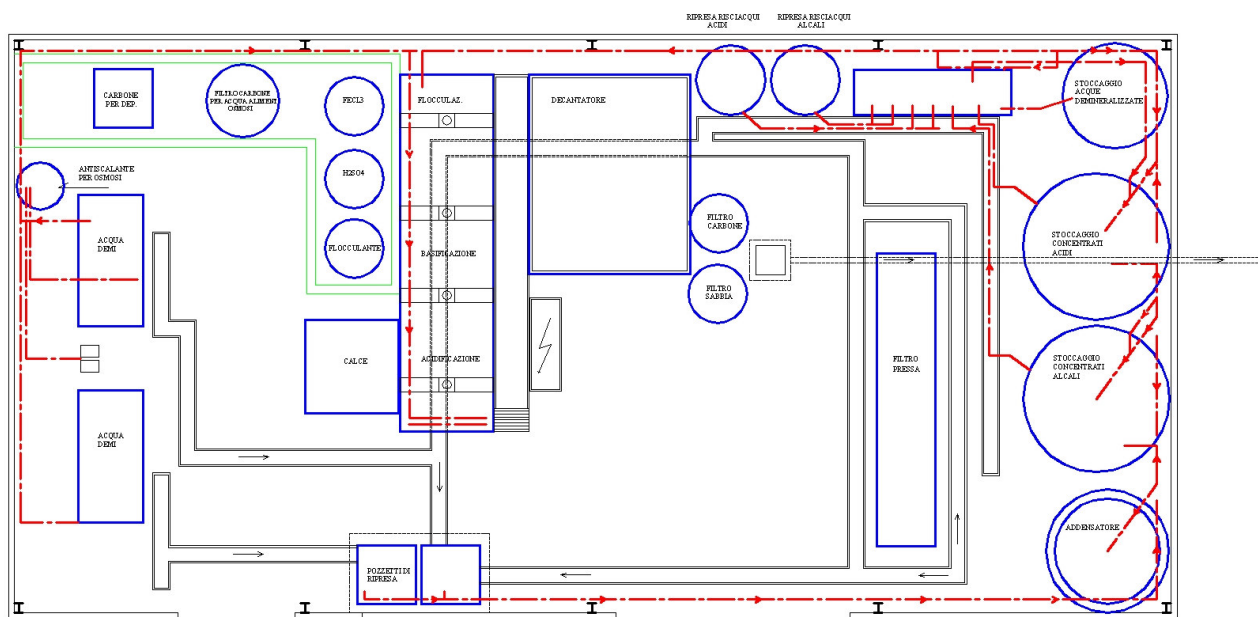 RIPRESA RISCIACQUI
ACIDI
RIPRESA RISCIACQUI
ALCALI
CARBONE
PER DEP.
FILTRO CARBONE
PER ACQUA ALIMENT
OSMOSI
FECL3
FLOCCULAZ.
DECANTATORE
STOCCAGGIO
ACQUE
DEMINERALIZZATE
ANTISCALANTE
PER OSMOSI
H2SO4
ACQUA
DEMI
FLOCCULANTE
BASIFICAZIONE
FILTRO
CARBONE
STOCCAGGIO
CONCENTRATI
ACIDI
FILTRO
SABBIA
CALCE
ACIDIFICAZIONE
FILTRO
PRESSA
STOCCAGGIO
CONCENTRATI
ALCALI
ACQUA
DEMI
ADDENSATORE
POZZETTI DI
RIPRESA